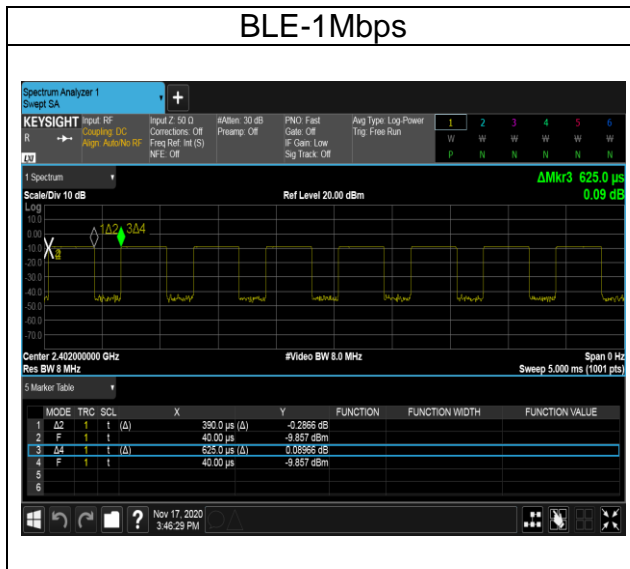 BLE-1Mbps
Spectrum Analyzer 1
Swept SA
+
KEYSIGHT Input: RF Input Z: 50 Ω #Atten: 30 dB PNO: Fast Avg Type: Log-Power 1 2 3 4 5 6
R Coupling: DC Corrections: Off Preamp: Off Gate: Off Trig: Free Run W W W W W W
Align: Auto/No RF Freq Ref: Int (S) IF Gain: Low P N N N N N
LXI NFE: Off Sig Track: Off
1 Spectrum ΔMkr3 625.0 µs
Scale/Div 10 dB Ref Level 20.00 dBm 0.09 dB
Log
10.0
0.00 1Δ2 3Δ4
-10.0
-20.0
-30.0
-40.0
-50.0
-60.0
-70.0
Center 2.402000000 GHz #Video BW 8.0 MHz Span 0 Hz
Res BW 8 MHz Sweep 5.000 ms (1001 pts)
5 Marker Table
MODE TRC SCL X Y FUNCTION FUNCTION WIDTH FUNCTION VALUE
1 Δ2 1 t (Δ) 390.0 µs (Δ) -0.2866 dB
2 F 1 t 40.00 µs -9.857 dBm
3 Δ4 1 t (Δ) 625.0 µs (Δ) 0.08966 dB
4 F 1 t 40.00 µs -9.857 dBm
5
6
? Nov 17, 2020
3:46:29 PM